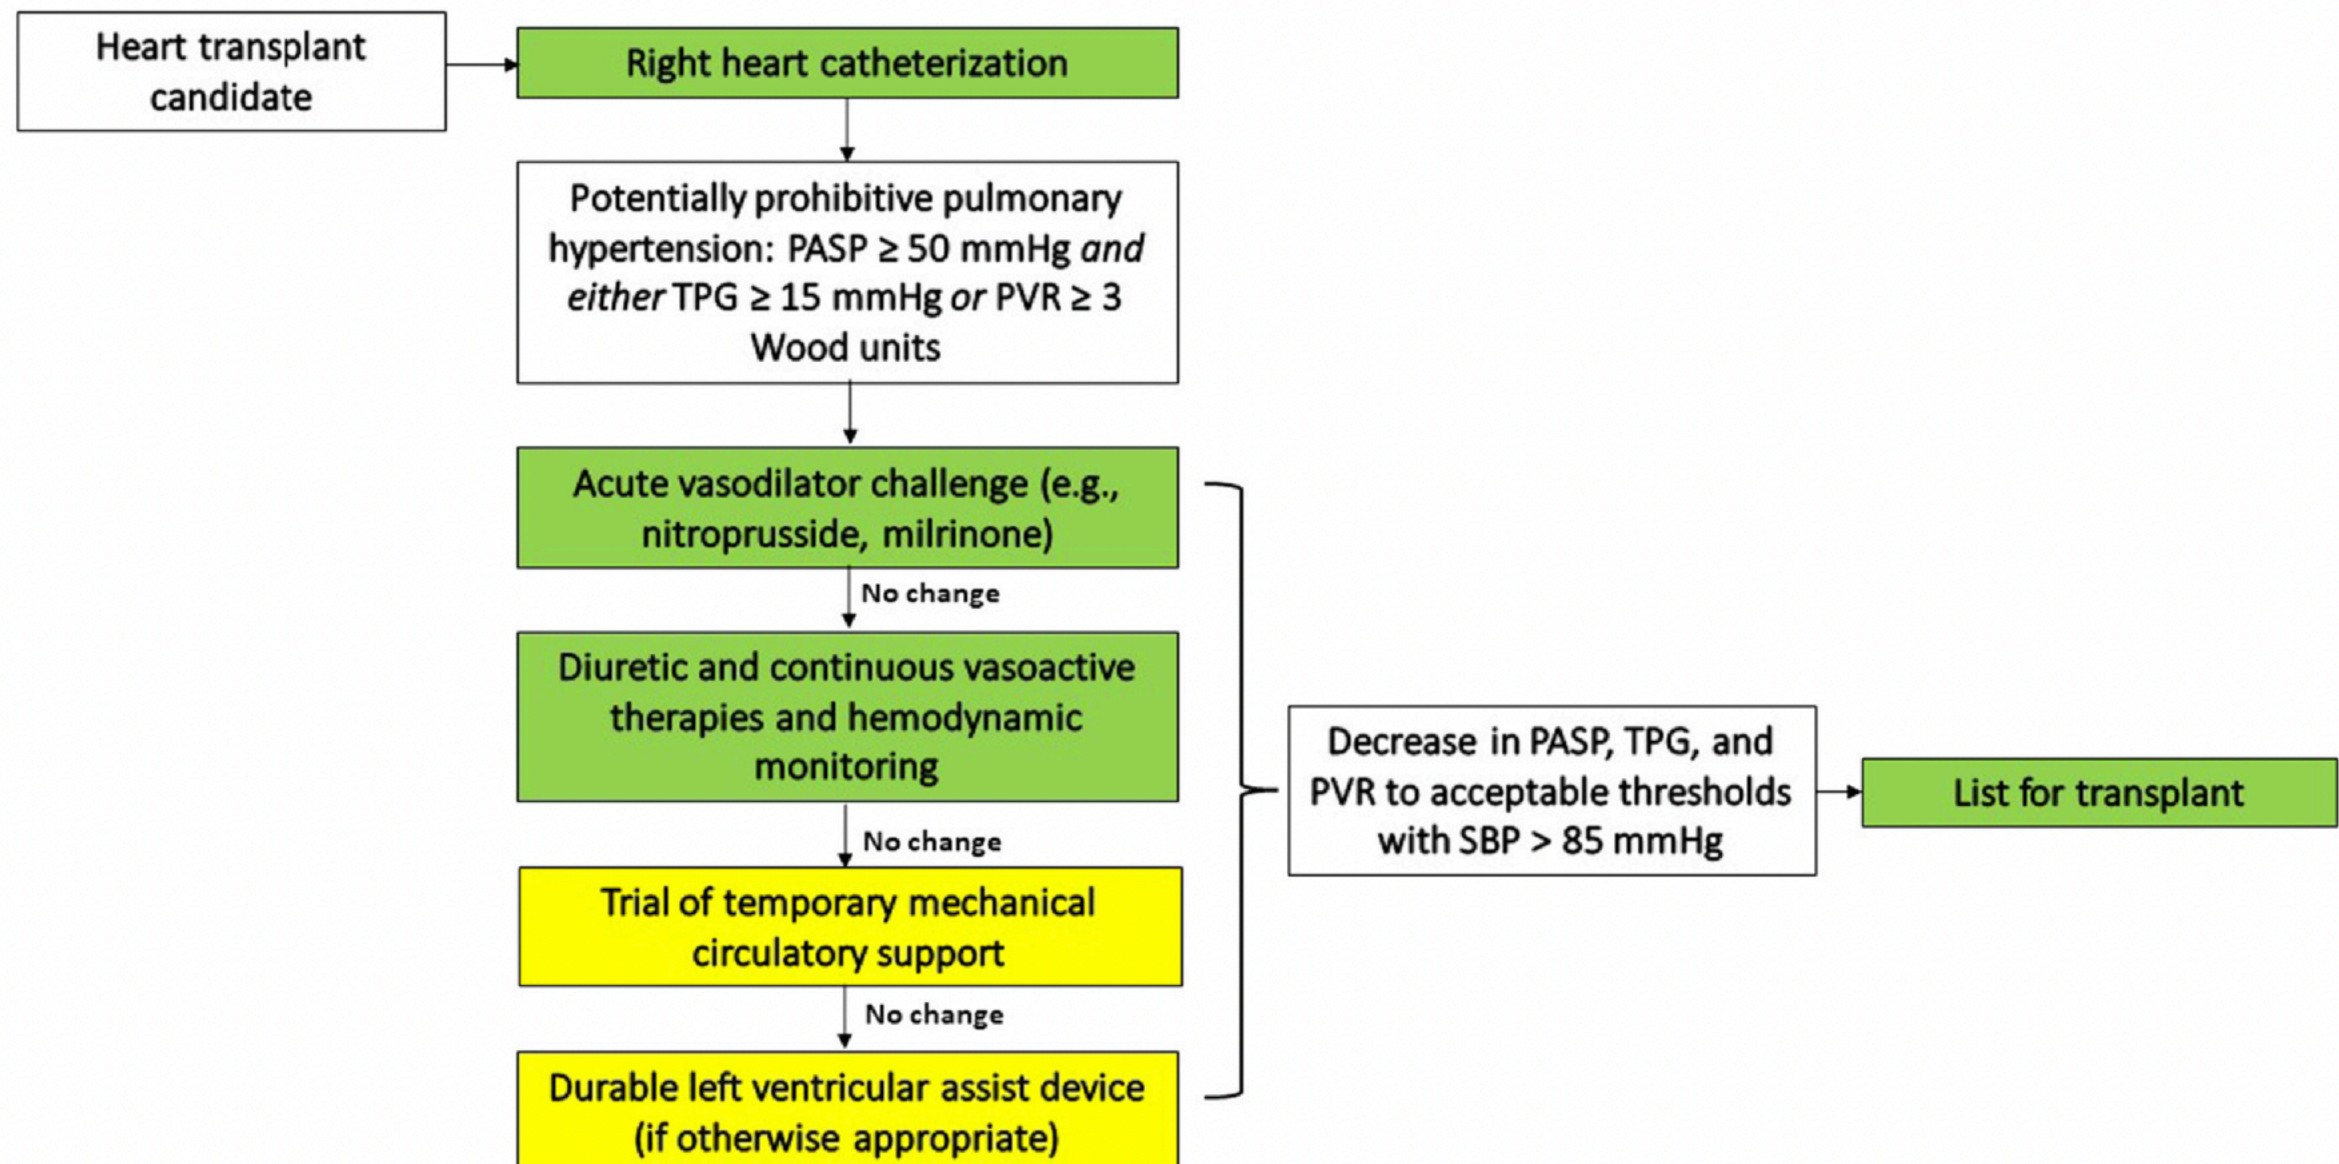 Heart transplant
candidate
Right heart catheterization
Potentially prohibitive pulmonary
hypertension: PASP ≥ 50 mmHg and
either TPG ≥ 15 mmHg or PVR ≥ 3
Wood units
Acute vasodilator challenge (e.g.,
nitroprusside, milrinone)
No change
Diuretic and continuous vasoactive
therapies and hemodynamic
monitoring
No change
Trial of temporary mechanical
circulatory support
No change
Durable left ventricular assist device
(if otherwise appropriate)
Decrease in PASP, TPG, and
PVR to acceptable thresholds
with SBP > 85 mmHg
List for transplant